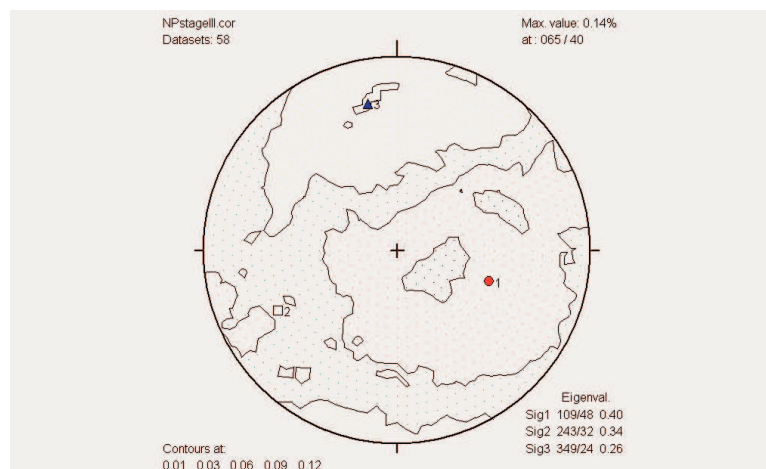 NPstageIII.cor
Datasets: 58
Max. value: 0.14%
at : 065 / 40
3
1
2
Eigenval.
Sig1 109/48 0.40
Sig2 243/32 0.34
Sig3 349/24 0.26
Contours at:
0.01 0.03 0.06 0.09 0.12